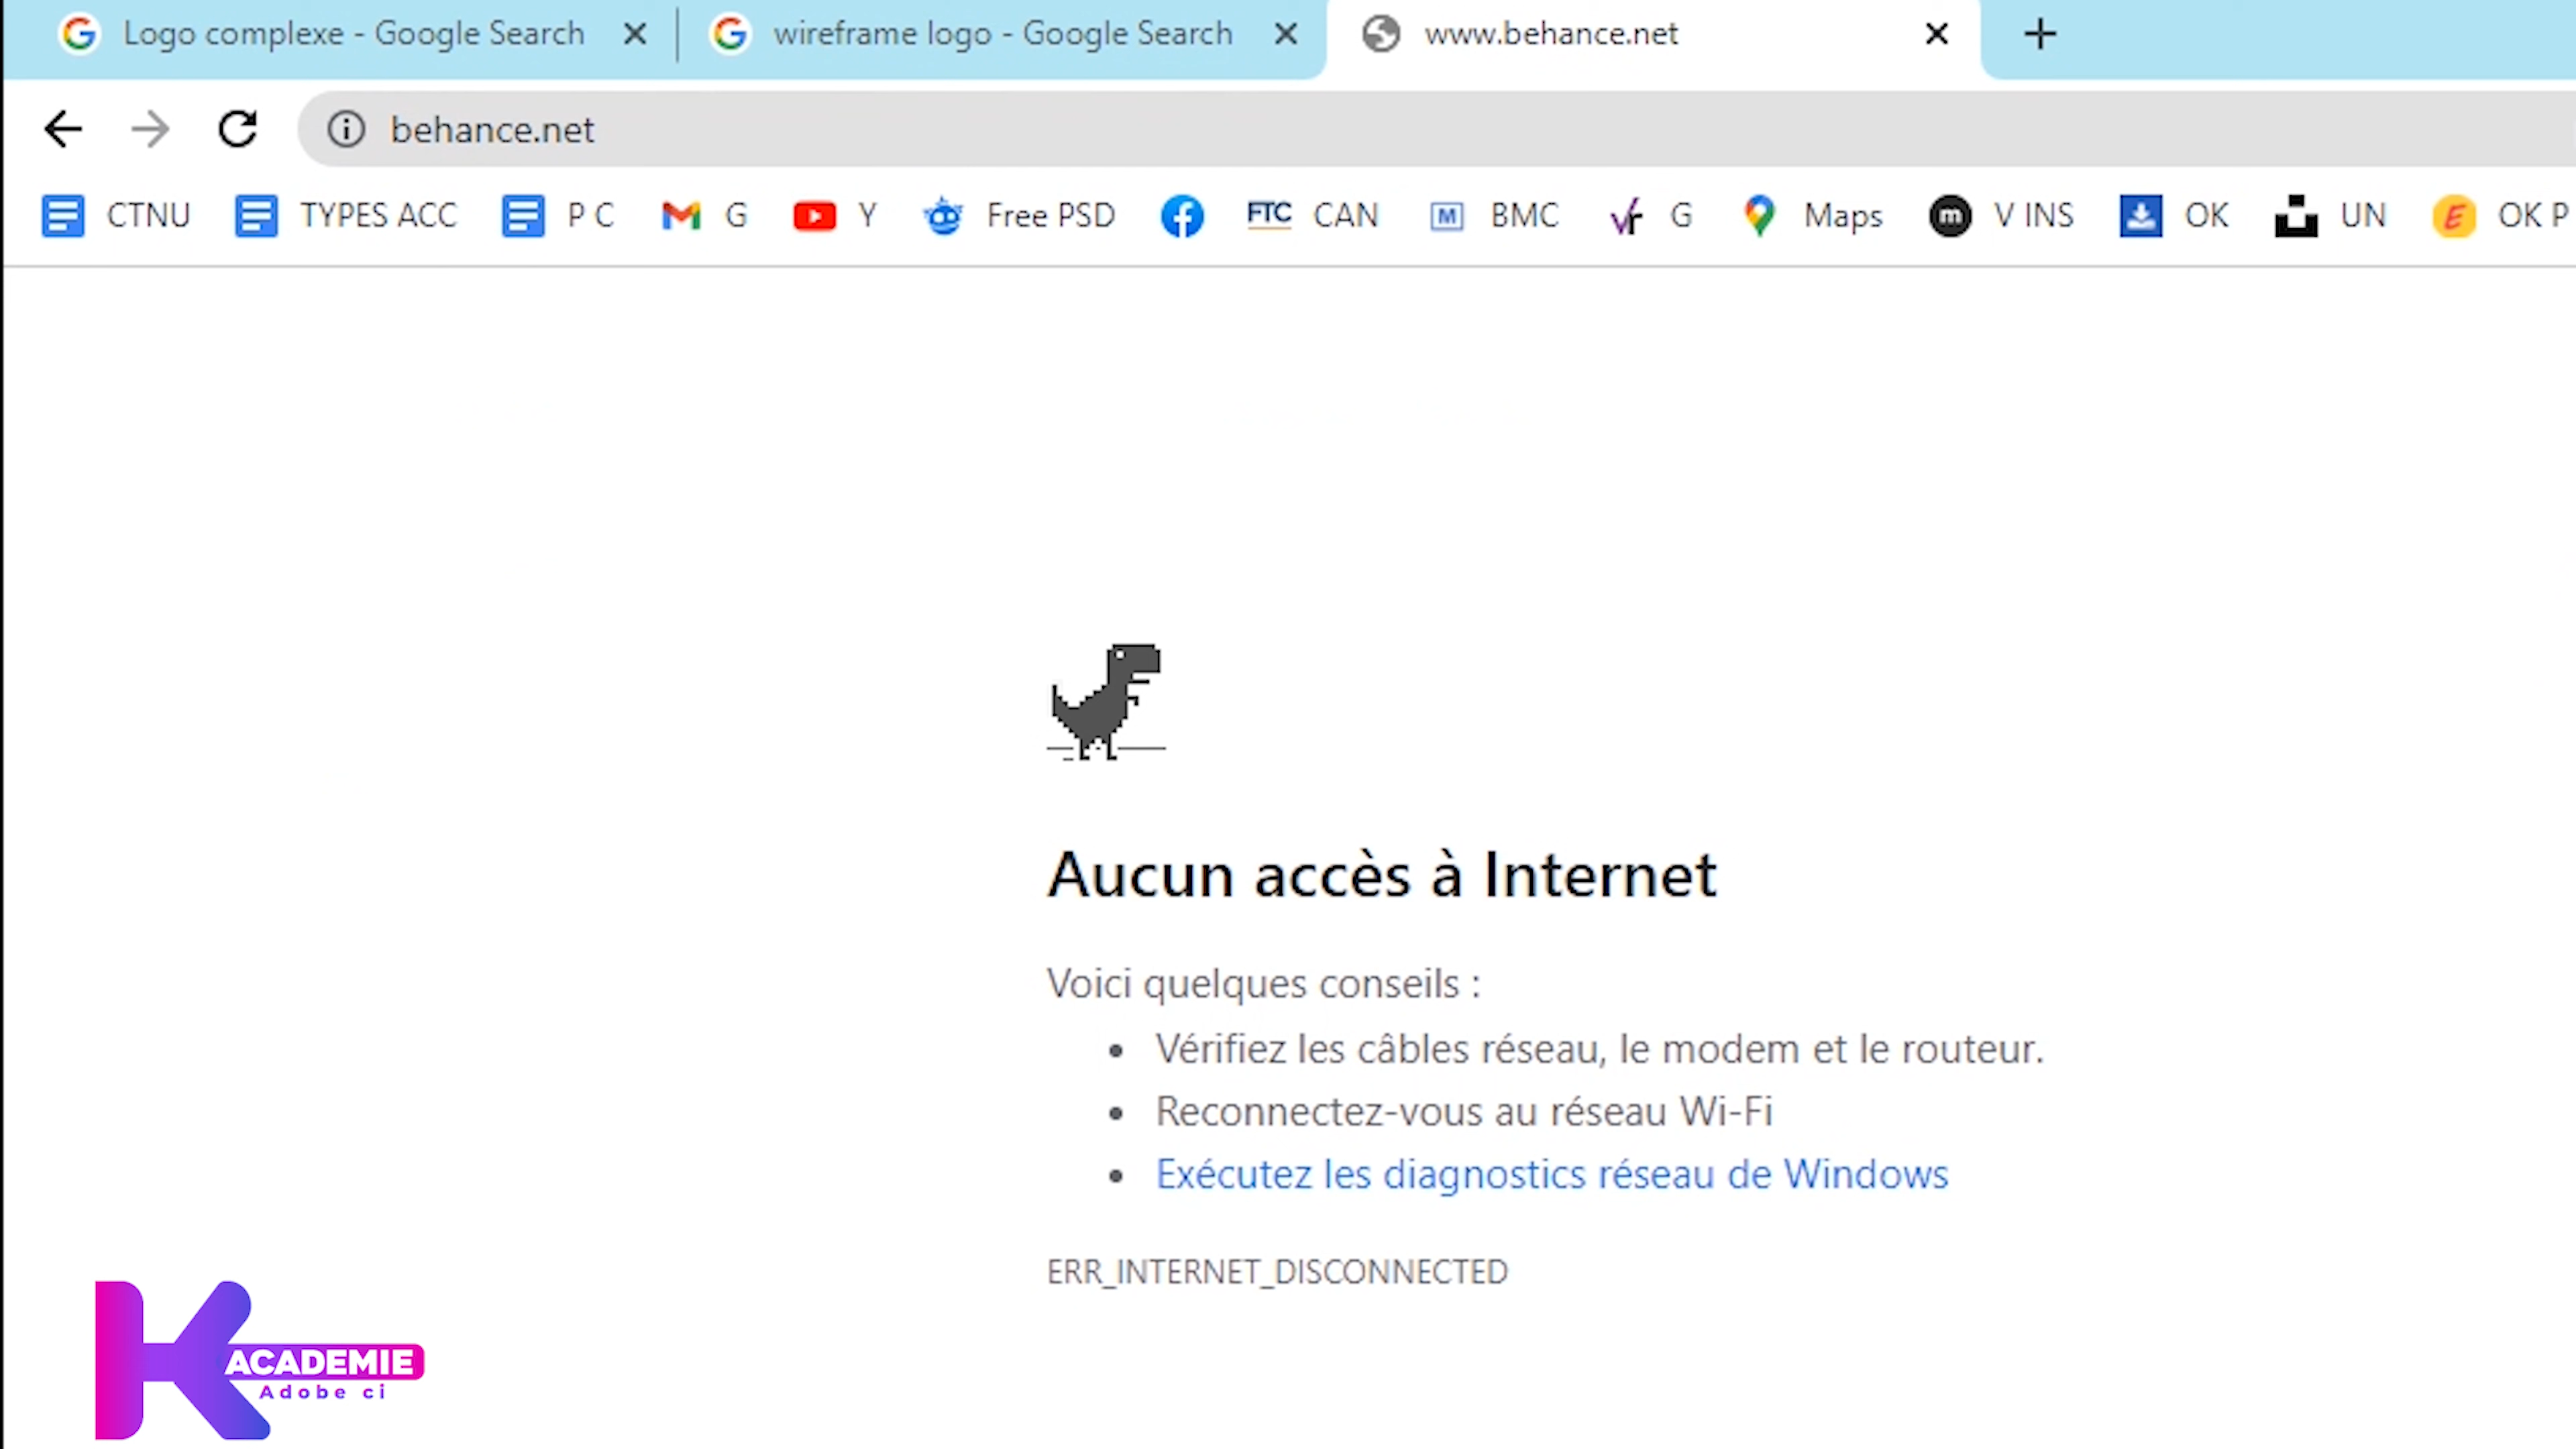 Logo complexe - Google Search
wireframe logo - Google Search
www.behance.net
behance.net
CTNU TYPES ACC P C G Y Free PSD FTC CAN M BMC G Maps m V INS OK UN E OK P
Aucun accès à Internet
Voici quelques conseils :
• Vérifiez les câbles réseau, le modem et le routeur.
• Reconnectez-vous au réseau Wi-Fi
• Exécutez les diagnostics réseau de Windows
ERR_INTERNET_DISCONNECTED
K ACADEMIE
Adobe ci